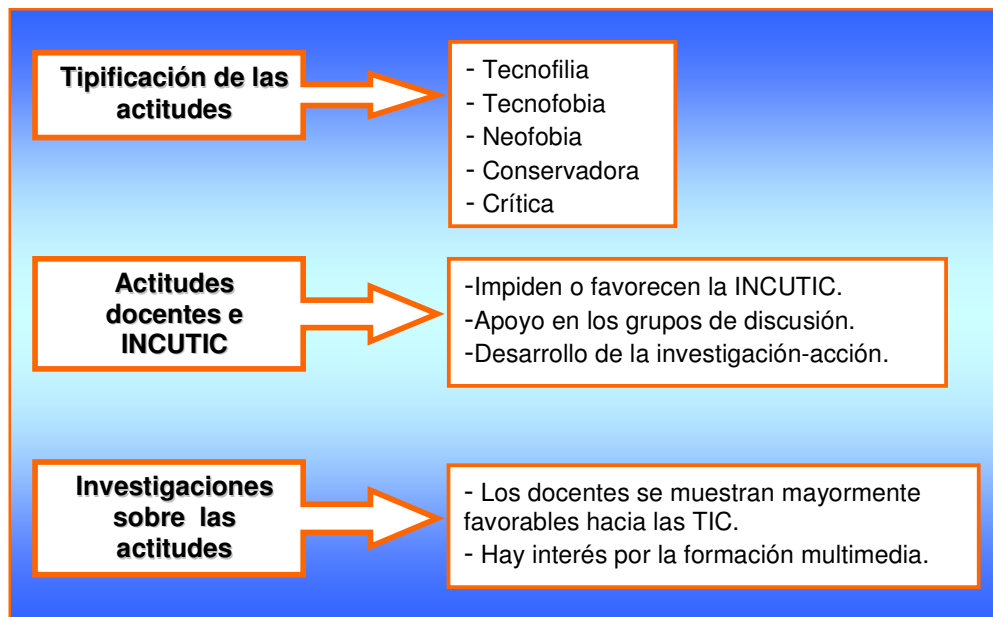 Tipificación de las
actitudes
- Tecnofilia
- Tecnofobia
- Neofobia
- Conservadora
- Crítica
Actitudes
docentes e
INCUTIC
-Impiden o favorecen la INCUTIC.
-Apoyo en los grupos de discusión.
-Desarrollo de la investigación-acción.
Investigaciones
sobre las
actitudes
- Los docentes se muestran mayormente
favorables hacia las TIC.
- Hay interés por la formación multimedia.